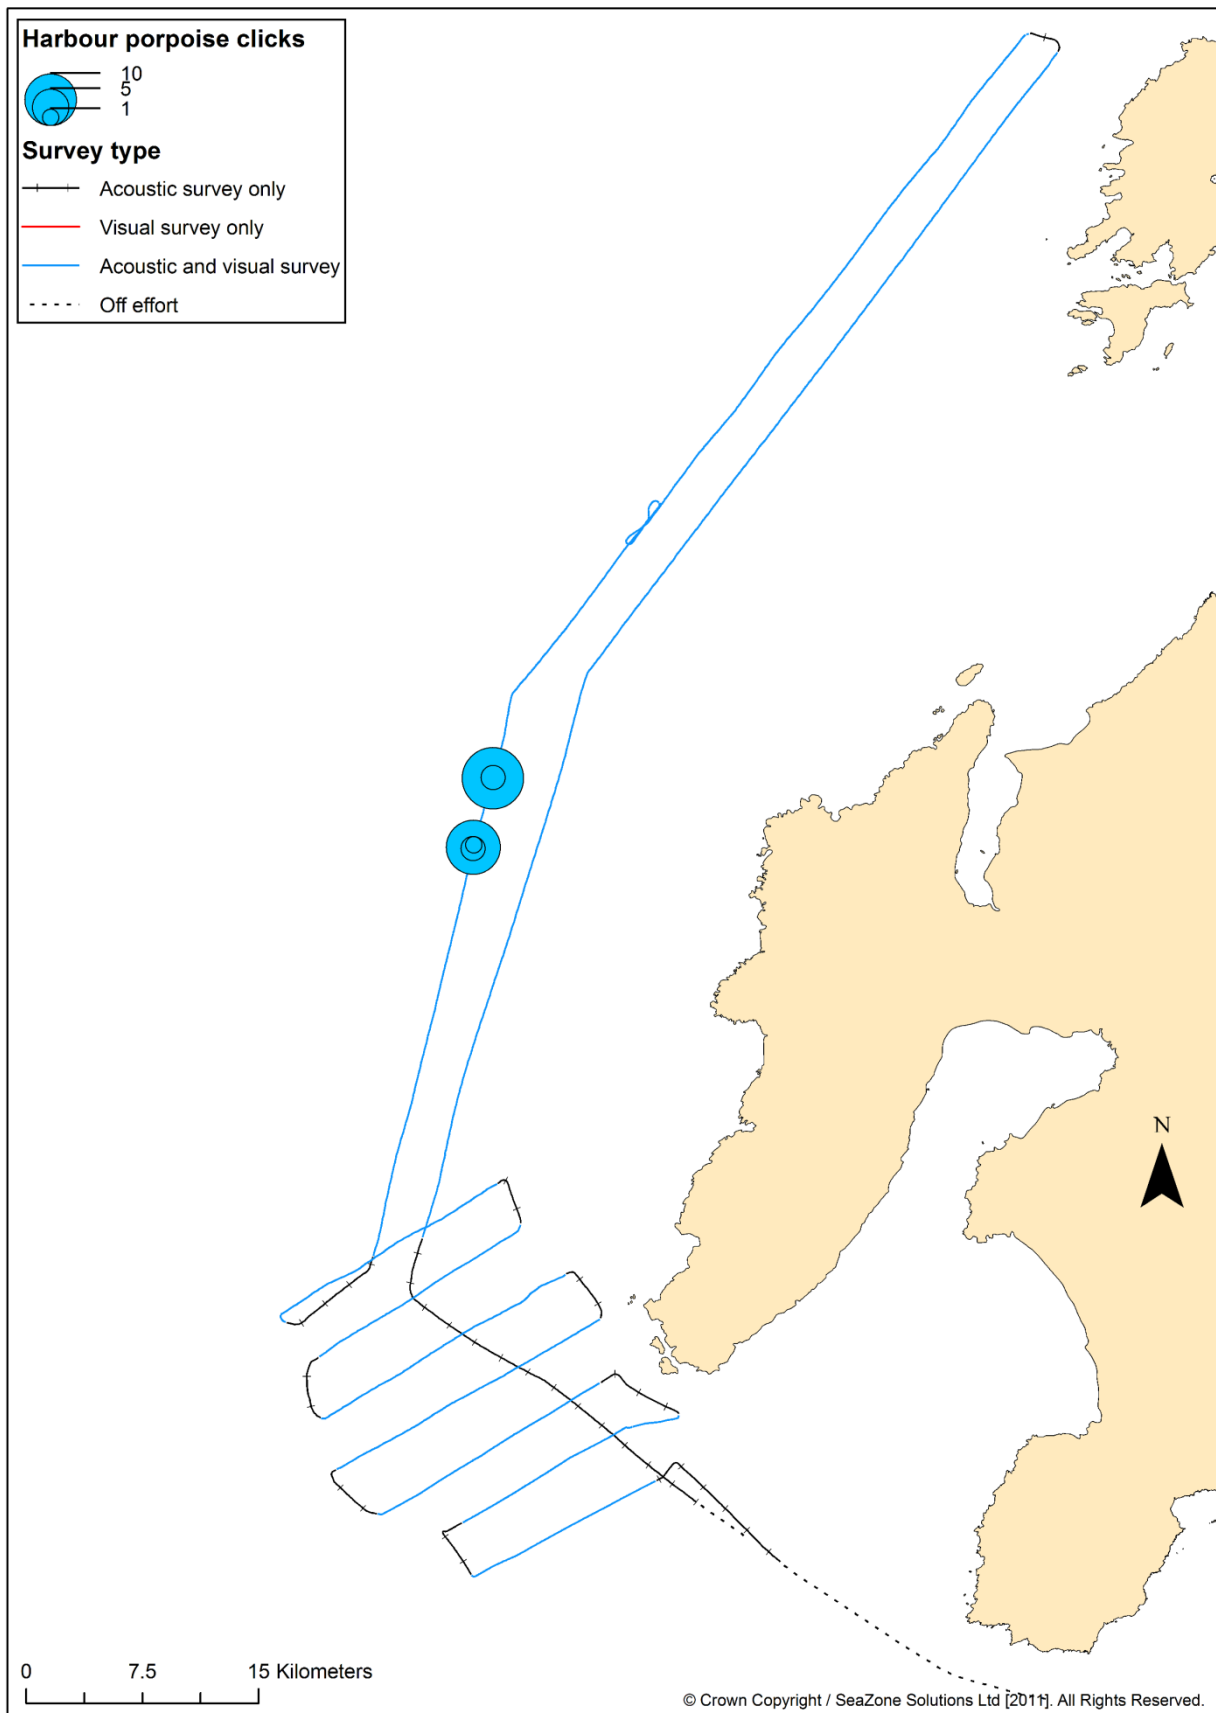 Harbour porpoise clicks
10
5
1
Survey type
Acoustic survey only
Visual survey only
Acoustic and visual survey
Off effort
N
0 7.5 15 Kilometers
© Crown Copyright / SeaZone Solutions Ltd [2011]. All Rights Reserved.